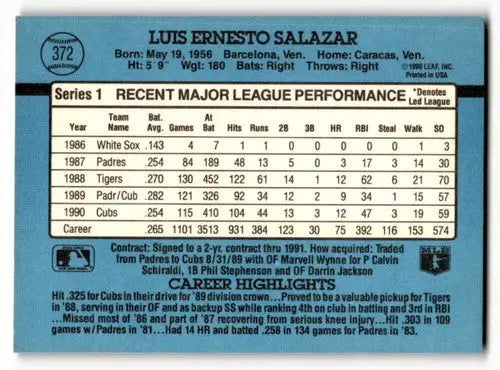 372
LUIS ERNESTO SALAZAR
Born: May 19, 1956 Barcelona, Ven. Home: Caracas, Ven.
Ht: 5' 9" Wgt: 180 Bats: Right Throws: Right
©1990 LEAF, INC.
Printed in USA
Series 1 RECENT MAJOR LEAGUE PERFORMANCE *Denotes Led League
Year Team Name Bat. Avg. Games At Bat Hits Runs 2B 3B HR RBI Steal Walk SO
1986 White Sox .143 4 7 1 1 0 0 0 0 0 1 3
1987 Padres .254 84 189 48 13 5 0 3 17 3 14 30
1988 Tigers .270 130 452 122 61 14 1 12 62 6 21 70
1989 Padr/Cub .282 121 326 92 34 12 2 9 34 1 15 57
1990 Cubs .254 115 410 104 44 13 3 12 47 3 19 59
Career .265 1101 3513 931 384 123 30 75 392 116 153 574
Contract: Signed to a 2-yr. contract thru 1991. How acquired: Traded
from Padres to Cubs 8/31/89 with OF Marvell Wynne for P Calvin
Schiraldi, 1B Phil Stephenson and OF Darrin Jackson
CAREER HIGHLIGHTS
Hit .325 for Cubs in their drive for '89 division crown...Proved to be a valuable pickup for Tigers
in '88, serving in their OF and as backup SS while ranking 4th on club in batting and 3rd in RBI
...Missed most of '86 and part of '87 recovering from serious knee injury...Hit .303 in 109
games w/Padres in '81...Had 14 HR and batted .258 in 134 games for Padres in '83.